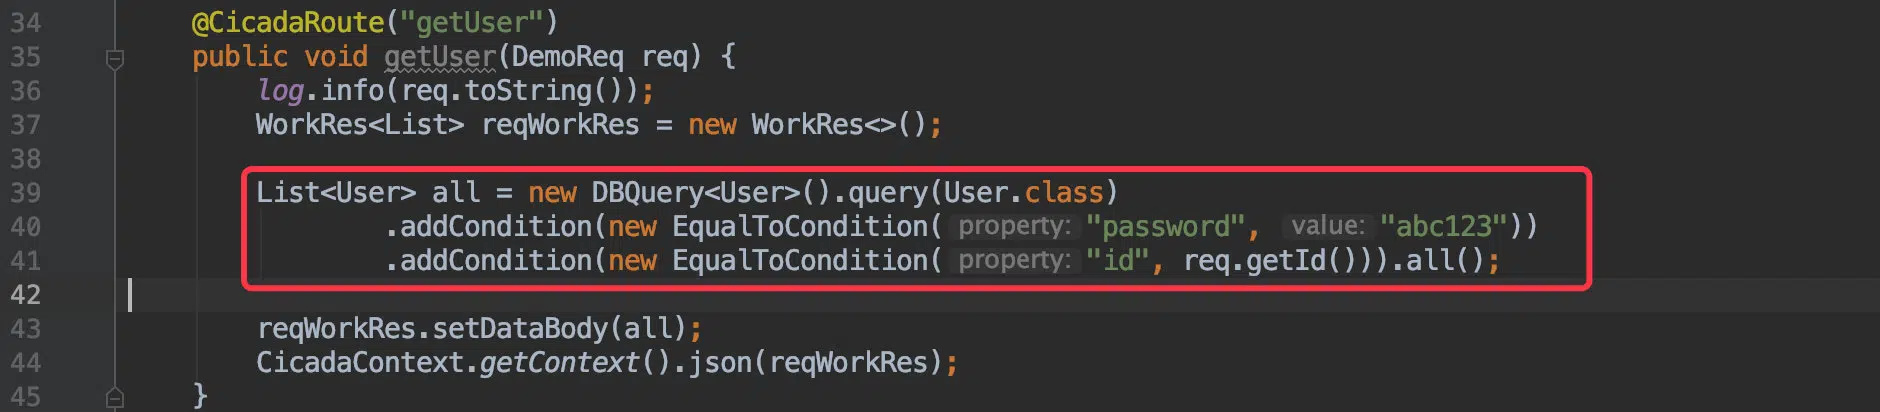 34 @CicadaRoute("getUser")
35 public void getUser(DemoReq req) {
36 log.info(req.toString());
37 WorkRes<List> reqWorkRes = new WorkRes<>();
38
39 List<User> all = new DBQuery<User>().query(User.class)
40 .addCondition(new EqualToCondition( property: "password", value: "abc123"))
41 .addCondition(new EqualToCondition( property: "id", req.getId())).all();
42
43 reqWorkRes.setDataBody(all);
44 CicadaContext.getContext().json(reqWorkRes);
45 }